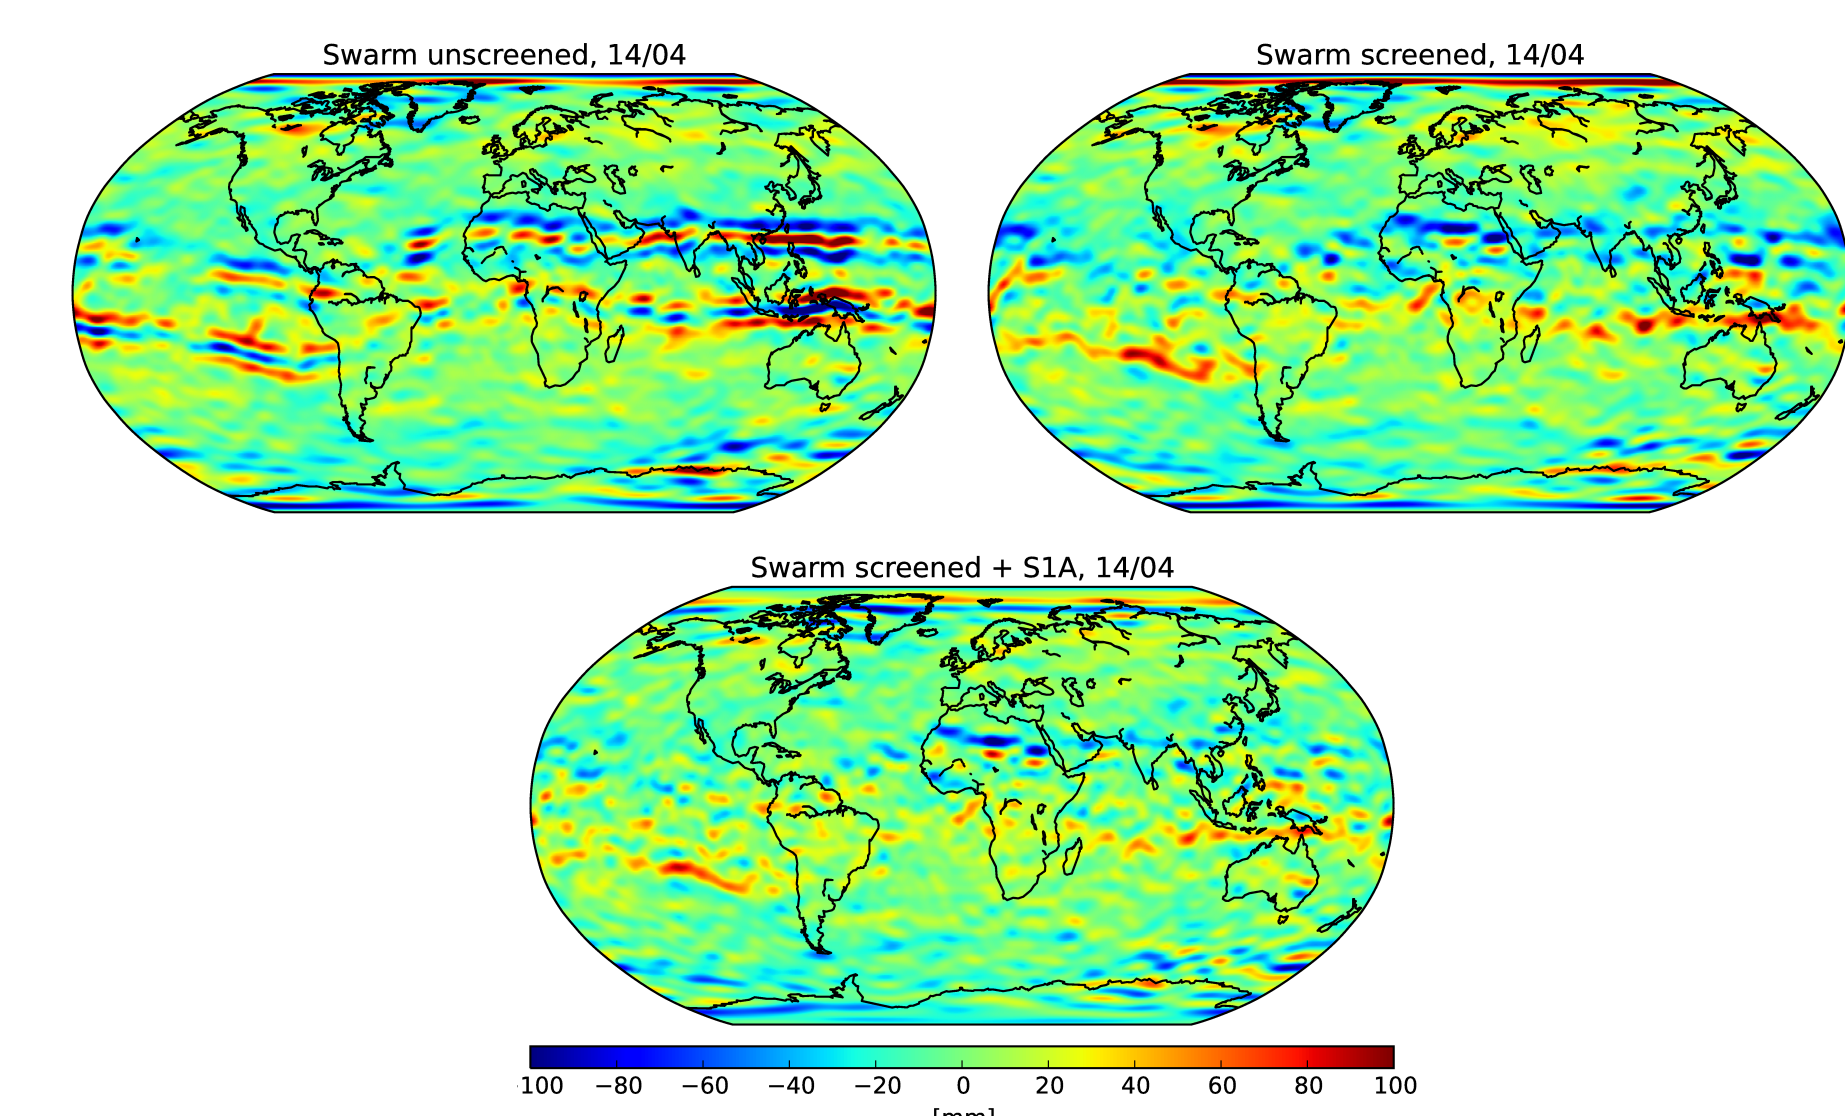 Swarm unscreened, 14/04
Swarm screened, 14/04
Swarm screened + S1A, 14/04
100 −80 −60 −40 −20 0 20 40 60 80 100
[mm]